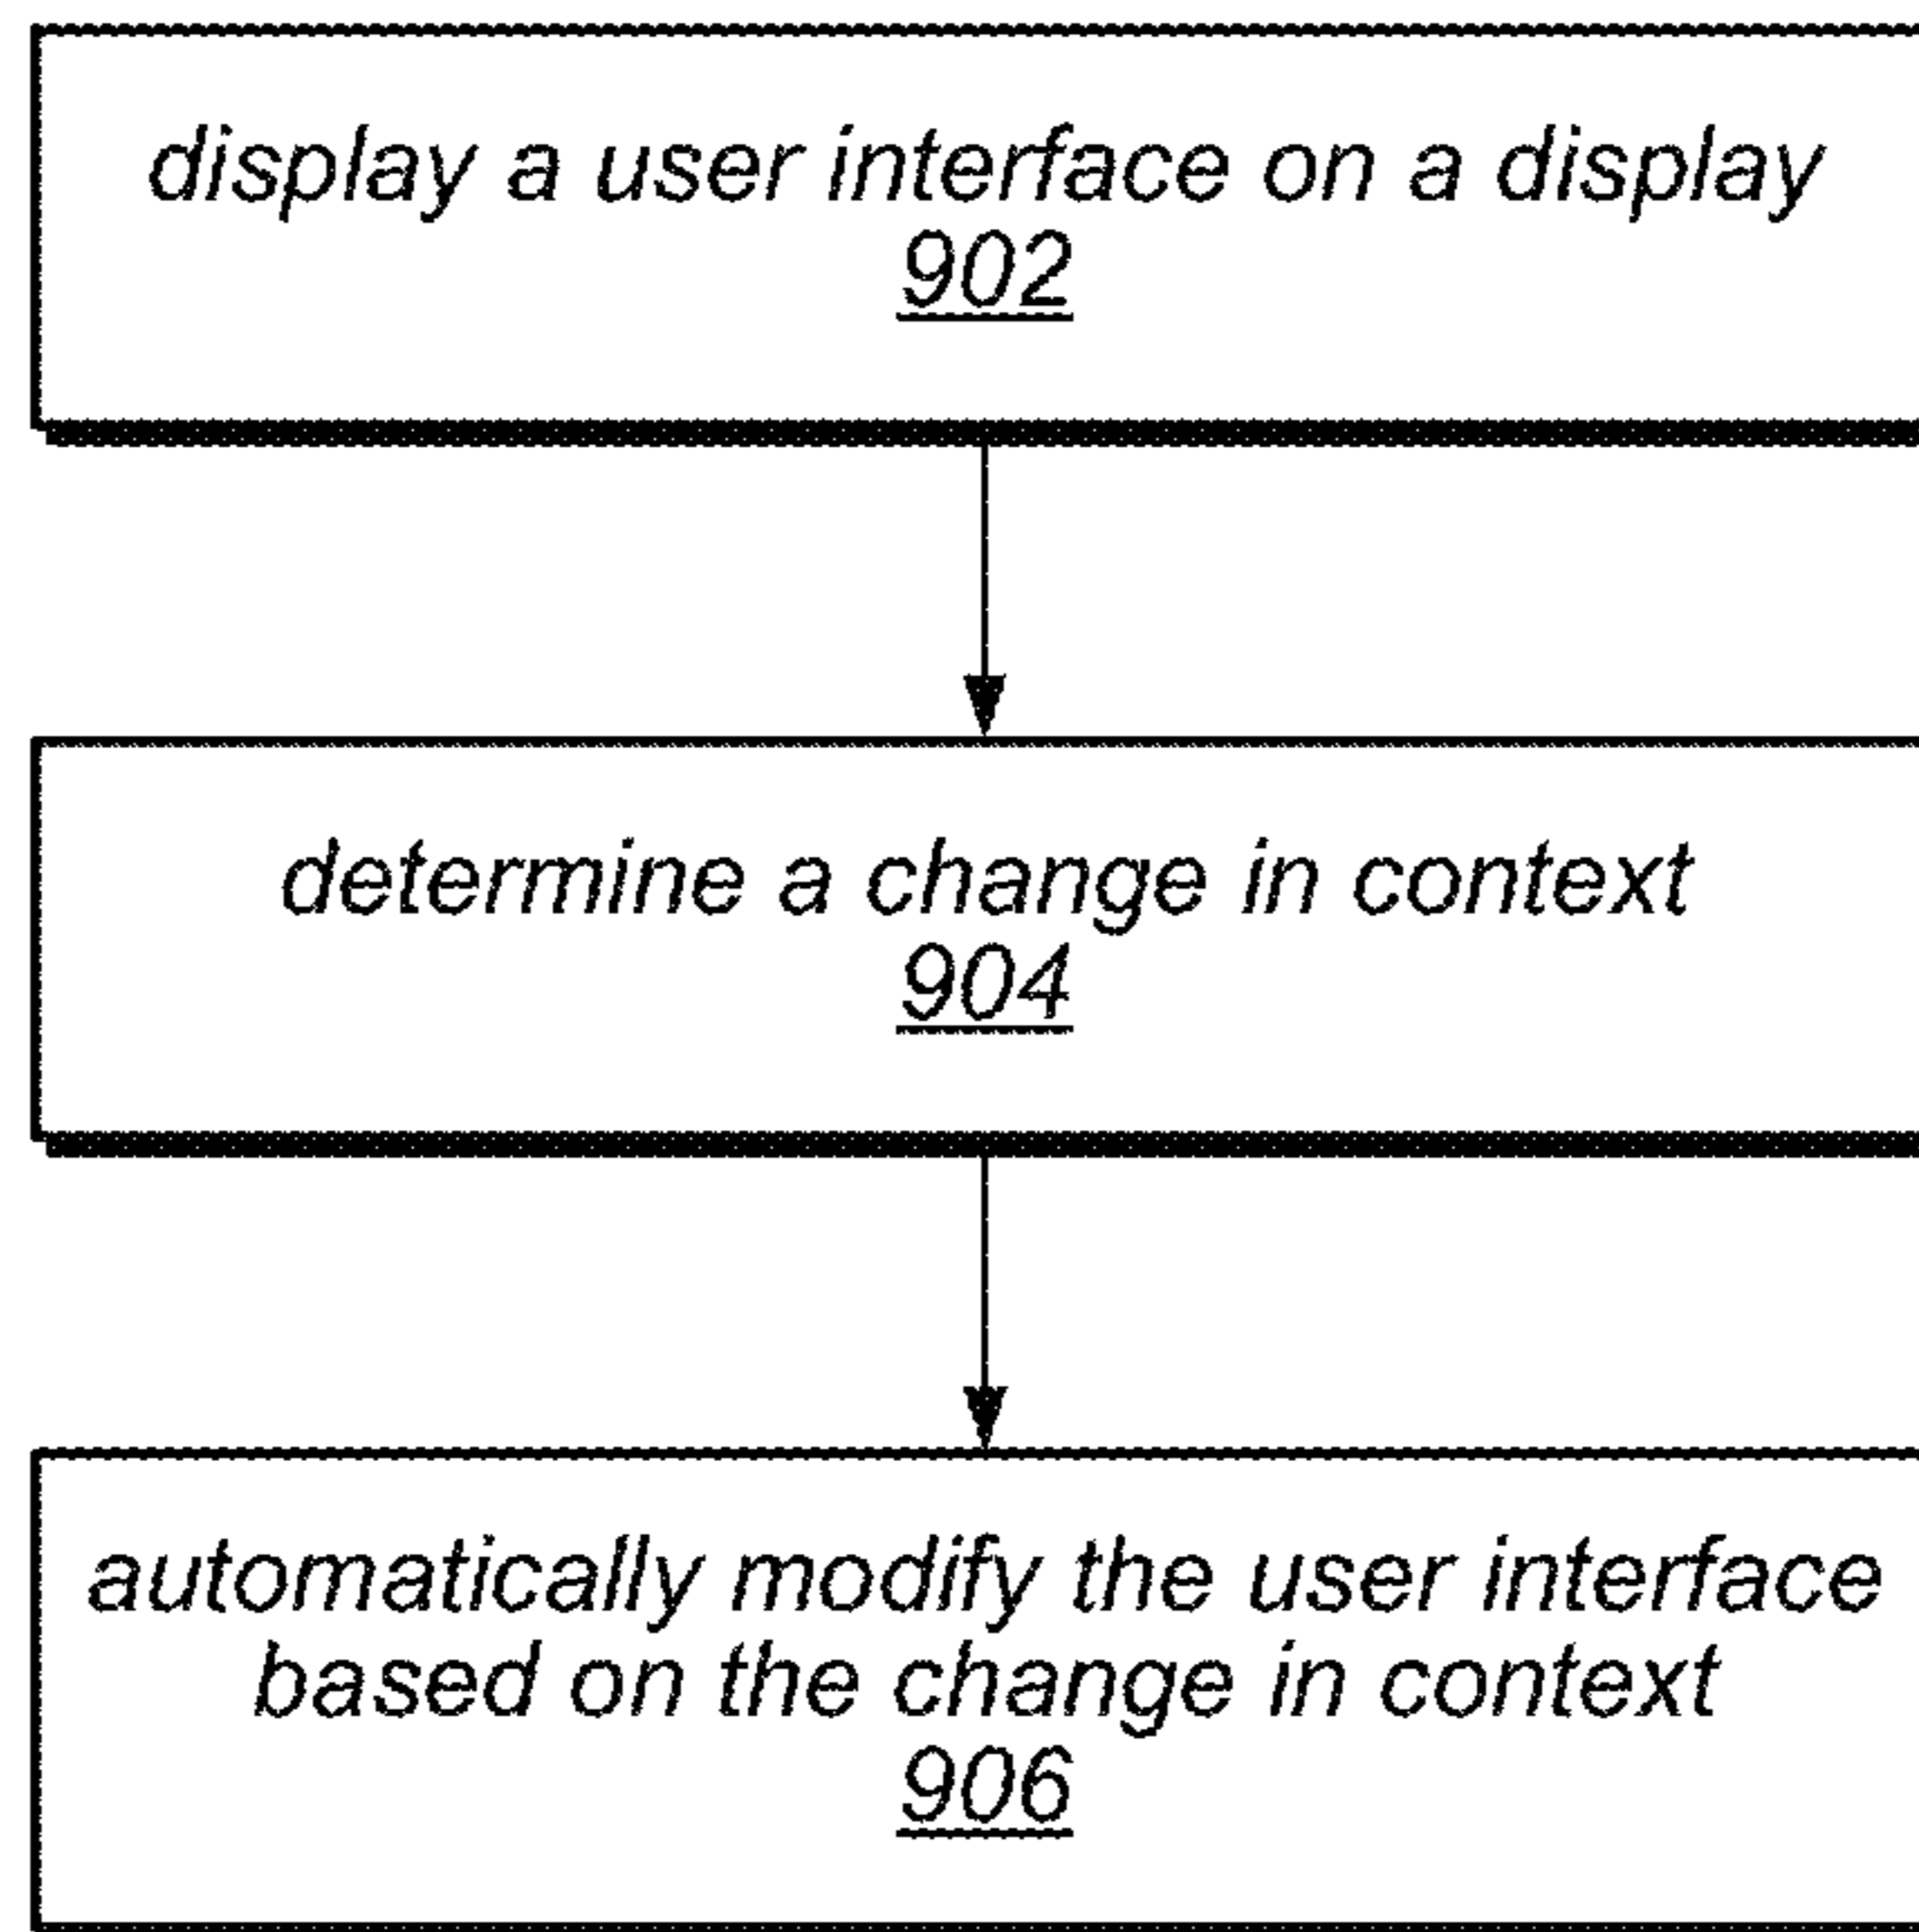 display a user interface on a display
902
determine a change in context
904
automatically modify the user interface
based on the change in context
906